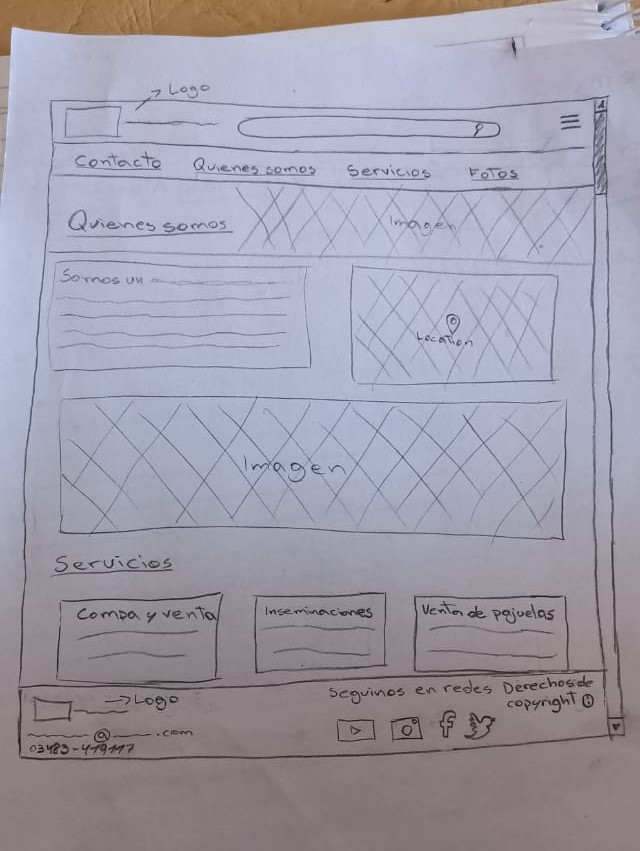 Logo
Contacto Quienes somos Servicios Fotos
Quienes somos
Imagen
Somos un
Location
Imagen
Servicios
Compa y venta
Inseminaciones
Venta de pajuelas
Logo
@ .com
03483-419117
Seguinos en redes
Derechos de
copyright